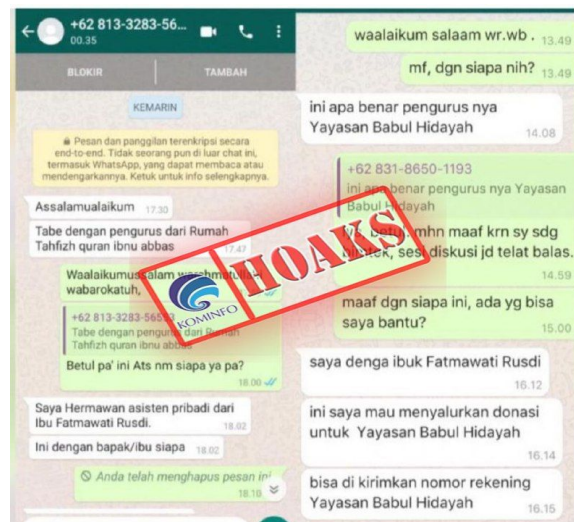 +62 813-3283-56...
00.35
BLOKIR
TAMBAH
KEMARIN
Pesan dan panggilan terenkripsi secara
end-to-end. Tidak seorang pun di luar chat ini,
termasuk WhatsApp, yang dapat membaca atau
mendengarkannya. Ketuk untuk info selengkapnya.
Assalamualaikum 17.30
Tabe dengan pengurus dari Rumah
Tahfizh quran ibnu abbas 17.47
Waalaikumussalam
wabarokatuh,
+62 813-3283-56
Tabe dengan pengurus dari Rumah
Tahfizh quran ibnu abbas
Betul pa' ini Ats nm siapa ya pa?
18.00
Saya Hermawan asisten pribadi dari
Ibu Fatmawati Rusdi. 18.02
Ini dengan bapak/ibu siapa 18.02
Anda telah menghapus pesan ini
18.10
waalaikum salaam wr.wb . 13.49
mf, dgn siapa nih? 13.49
ini apa benar pengurus nya
Yayasan Babul Hidayah 14.08
+62 831-8650-1193
ini apa benar pengurus nya Yayasan
Babul Hidayah
betul, mhn maaf krn sy sdg
bimtek, sesi diskusi jd telat balas.
14.59
maaf dgn siapa ini, ada yg bisa
saya bantu? 15.00
saya denga ibuk Fatmawati Rusdi
16.12
ini saya mau menyalurkan donasi
untuk Yayasan Babul Hidayah
16.14
bisa di kirimkan nomor rekening
Yayasan Babul Hidayah 16.15
KOMINFO
HOAKS